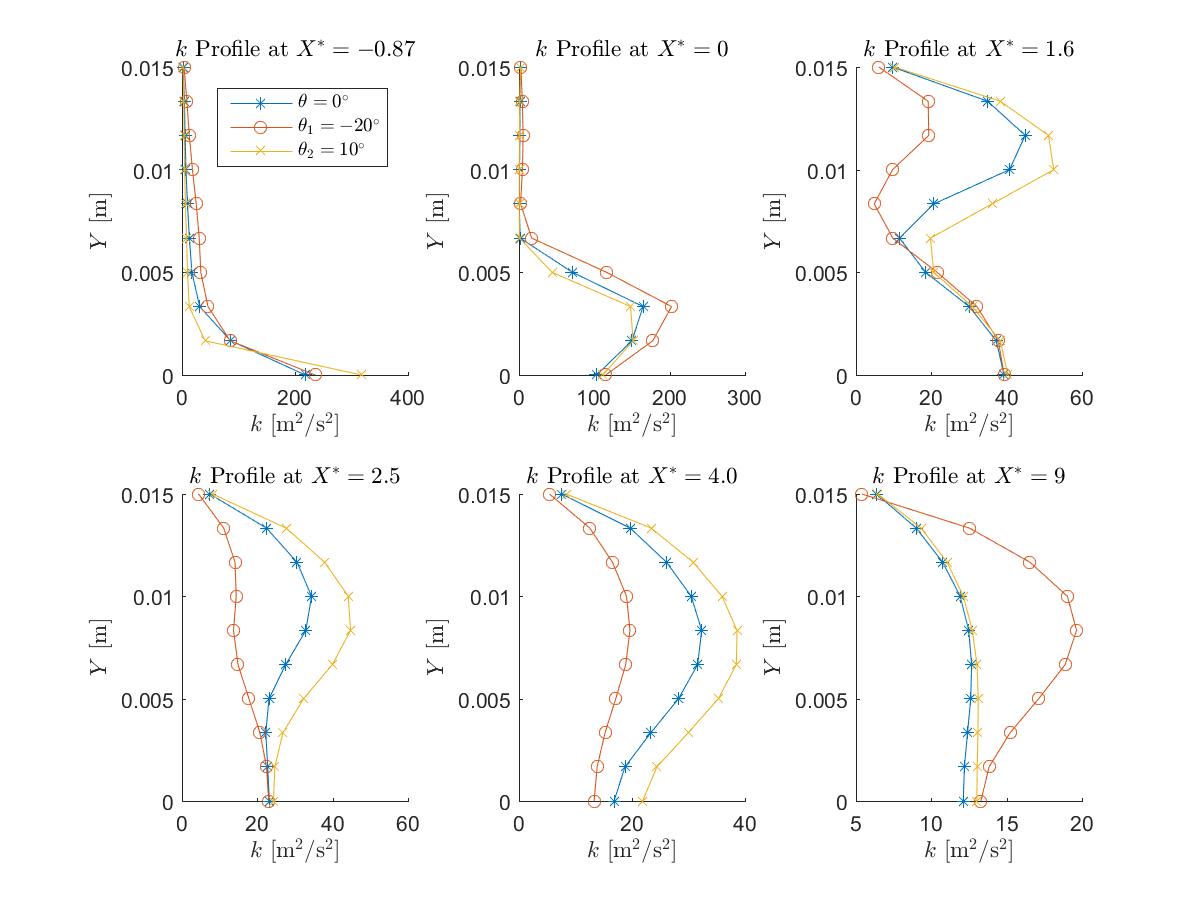 k Profile at X* = −0.87
0.015
0.01
0.005
0
Y [m]
θ = 0°
θ₁ = −20°
θ₂ = 10°
0 200 400
k [m²/s²]
k Profile at X* = 0
0.015
0.01
0.005
0
Y [m]
0 100 200 300
k [m²/s²]
k Profile at X* = 1.6
0.015
0.01
0.005
0
Y [m]
0 20 40 60
k [m²/s²]
k Profile at X* = 2.5
0.015
0.01
0.005
0
Y [m]
0 20 40 60
k [m²/s²]
k Profile at X* = 4.0
0.015
0.01
0.005
0
Y [m]
0 20 40
k [m²/s²]
k Profile at X* = 9
0.015
0.01
0.005
0
Y [m]
5 10 15 20
k [m²/s²]